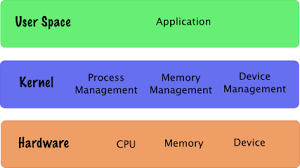 User Space
Application
Kernel
Process Management
Memory Management
Device Management
Hardware
CPU
Memory
Device